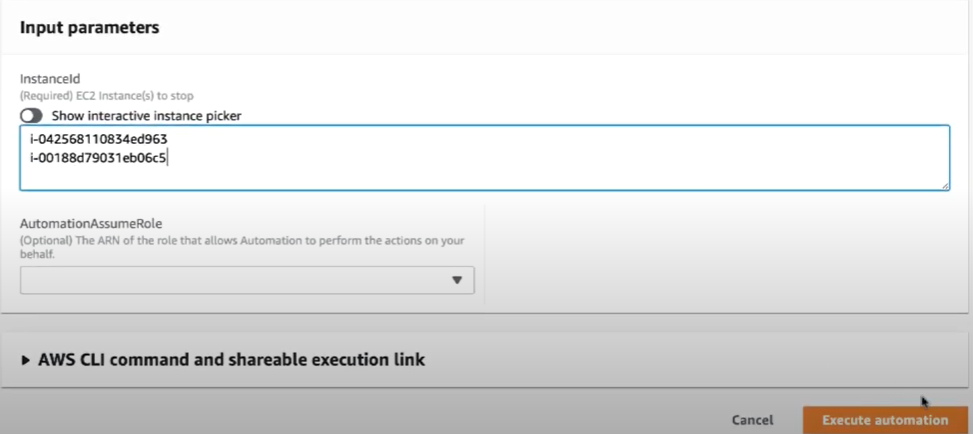 Input parameters
InstanceId
(Required) EC2 Instance(s) to stop
Show interactive instance picker
i-042568110834ed963
i-00188d79031eb06c5
AutomationAssumeRole
(Optional) The ARN of the role that allows Automation to perform the actions on your
behalf.
AWS CLI command and shareable execution link
Cancel
Execute automation